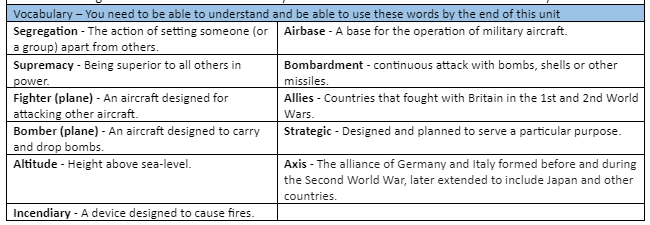 Vocabulary – You need to be able to understand and be able to use these words by the end of this unit
Segregation - The action of setting someone (or
a group) apart from others.
Airbase - A base for the operation of military aircraft.
Supremacy - Being superior to all others in
power.
Bombardment - continuous attack with bombs, shells or other
missiles.
Fighter (plane) - An aircraft designed for
attacking other aircraft.
Allies - Countries that fought with Britain in the 1st and 2nd World
Wars.
Bomber (plane) - An aircraft designed to carry
and drop bombs.
Strategic - Designed and planned to serve a particular purpose.
Altitude - Height above sea-level.
Axis - The alliance of Germany and Italy formed before and during
the Second World War, later extended to include Japan and other
countries.
Incendiary - A device designed to cause fires.